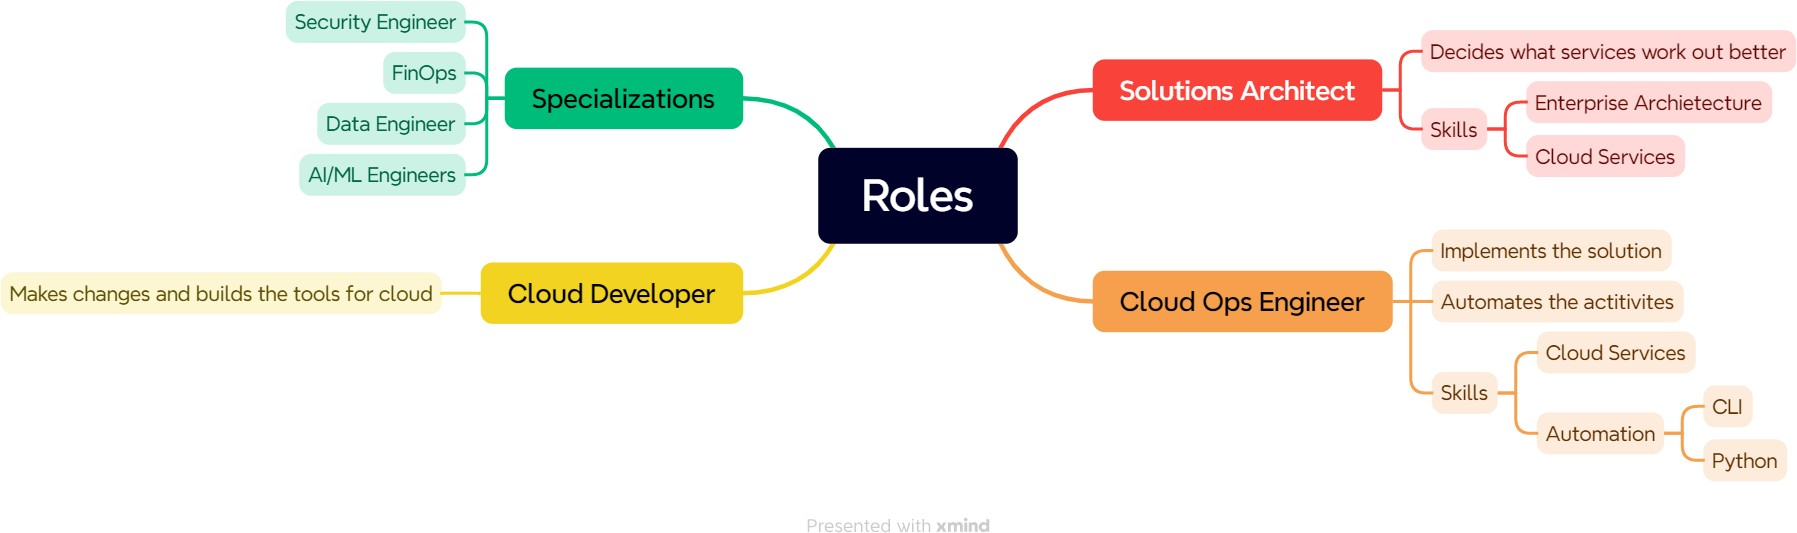 Roles
Solutions Architect
Decides what services work out better
Skills
Enterprise Archietecture
Cloud Services
Cloud Ops Engineer
Implements the solution
Automates the actitivites
Skills
Cloud Services
Automation
CLI
Python
Specializations
Security Engineer
FinOps
Data Engineer
AI/ML Engineers
Cloud Developer
Makes changes and builds the tools for cloud
Presented with xmind